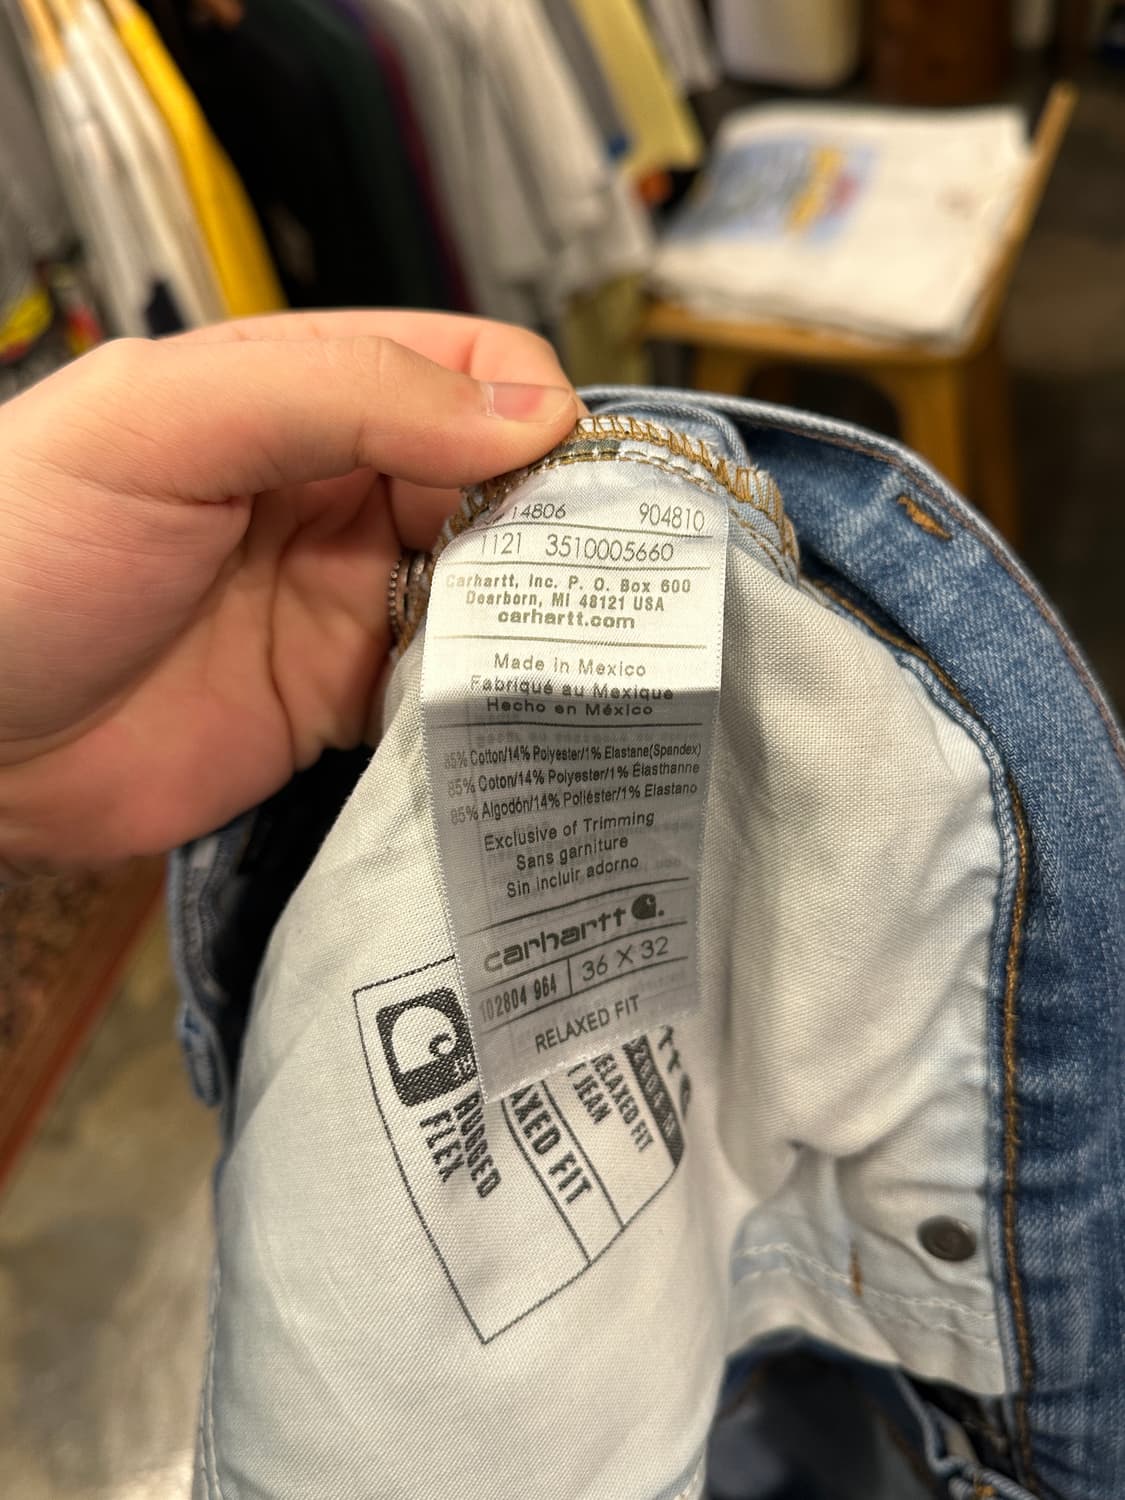 14806 904810
1121 3510005660
Carhartt, Inc. P. O. Box 600
Dearborn, MI 48121 USA
carhartt.com
Made in Mexico
Fabriqué au Mexique
Hecho en México
85% Cotton/14% Polyester/1% Elastane(Spandex)
85% Coton/14% Polyester/1% Élasthanne
85% Algodón/14% Poliéster/1% Elastano
Exclusive of Trimming
Sans garniture
Sin incluir adorno
carhartt
102804 964 36 X 32
RELAXED FIT
RUGGED
FLEX
AXED FIT
ELAXED FIT
JEAN